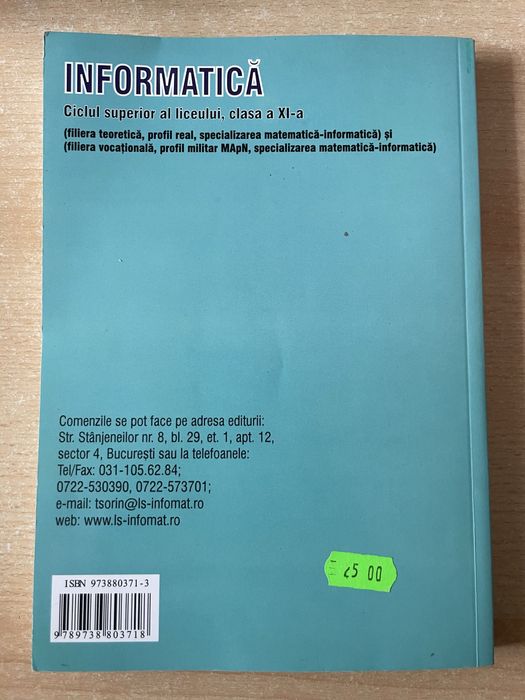 INFORMATICĂ
Ciclul superior al liceului, clasa a XI-a
(filiera teoretică, profil real, specializarea matematică-informatică) și
(filiera vocațională, profil militar MApN, specializarea matematică-informatică)
Comenzile se pot face pe adresa editurii:
Str. Stânjeneilor nr. 8, bl. 29, et. 1, apt. 12,
sector 4, București sau la telefoanele:
Tel/Fax: 031-105.62.84;
0722-530390, 0722-573701;
e-mail: tsorin@ls-infomat.ro
web: www.ls-infomat.ro
25 00
ISBN 973880371-3
9789738803718